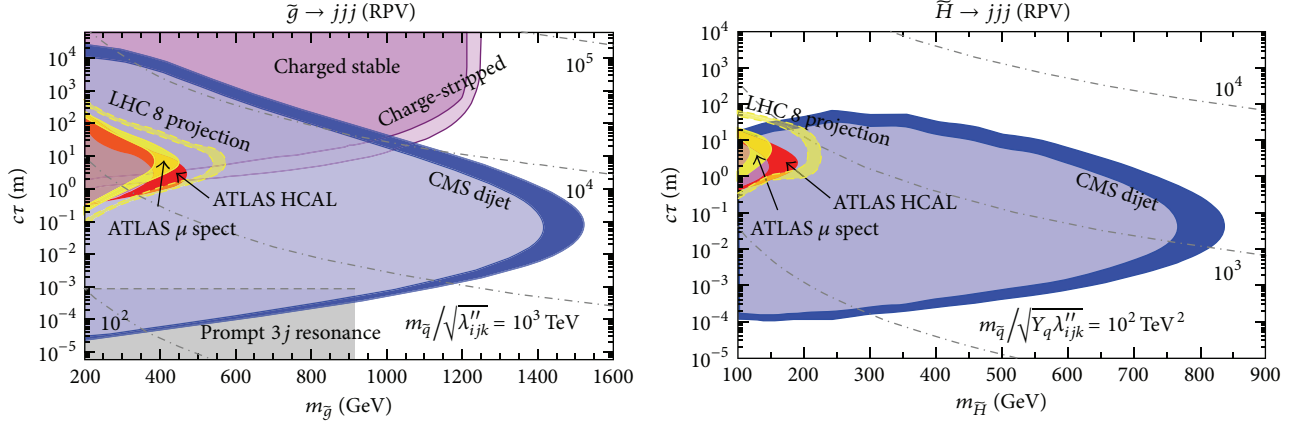 g̃ → jjj (RPV)
10⁴
10³
10²
10¹
10⁰
10⁻¹
10⁻²
10⁻³
10⁻⁴
10⁻⁵
cτ (m)
Charged stable
Charge-stripped
10⁵
LHC 8 projection
CMS dijet
10⁴
ATLAS HCAL
ATLAS μ spect
10²
Prompt 3j resonance
m_q̃/√λ''_ijk = 10³ TeV
200 400 600 800 1000 1200 1400 1600
m_g̃ (GeV)
H̃ → jjj (RPV)
10⁴
10³
10²
10¹
10⁰
10⁻¹
10⁻²
10⁻³
10⁻⁴
10⁻⁵
cτ (m)
10⁴
LHC 8 projection
CMS dijet
ATLAS HCAL
ATLAS μ spect
10³
m_q̃/√Y_qλ''_ijk = 10² TeV²
100 200 300 400 500 600 700 800 900
m_H̃ (GeV)